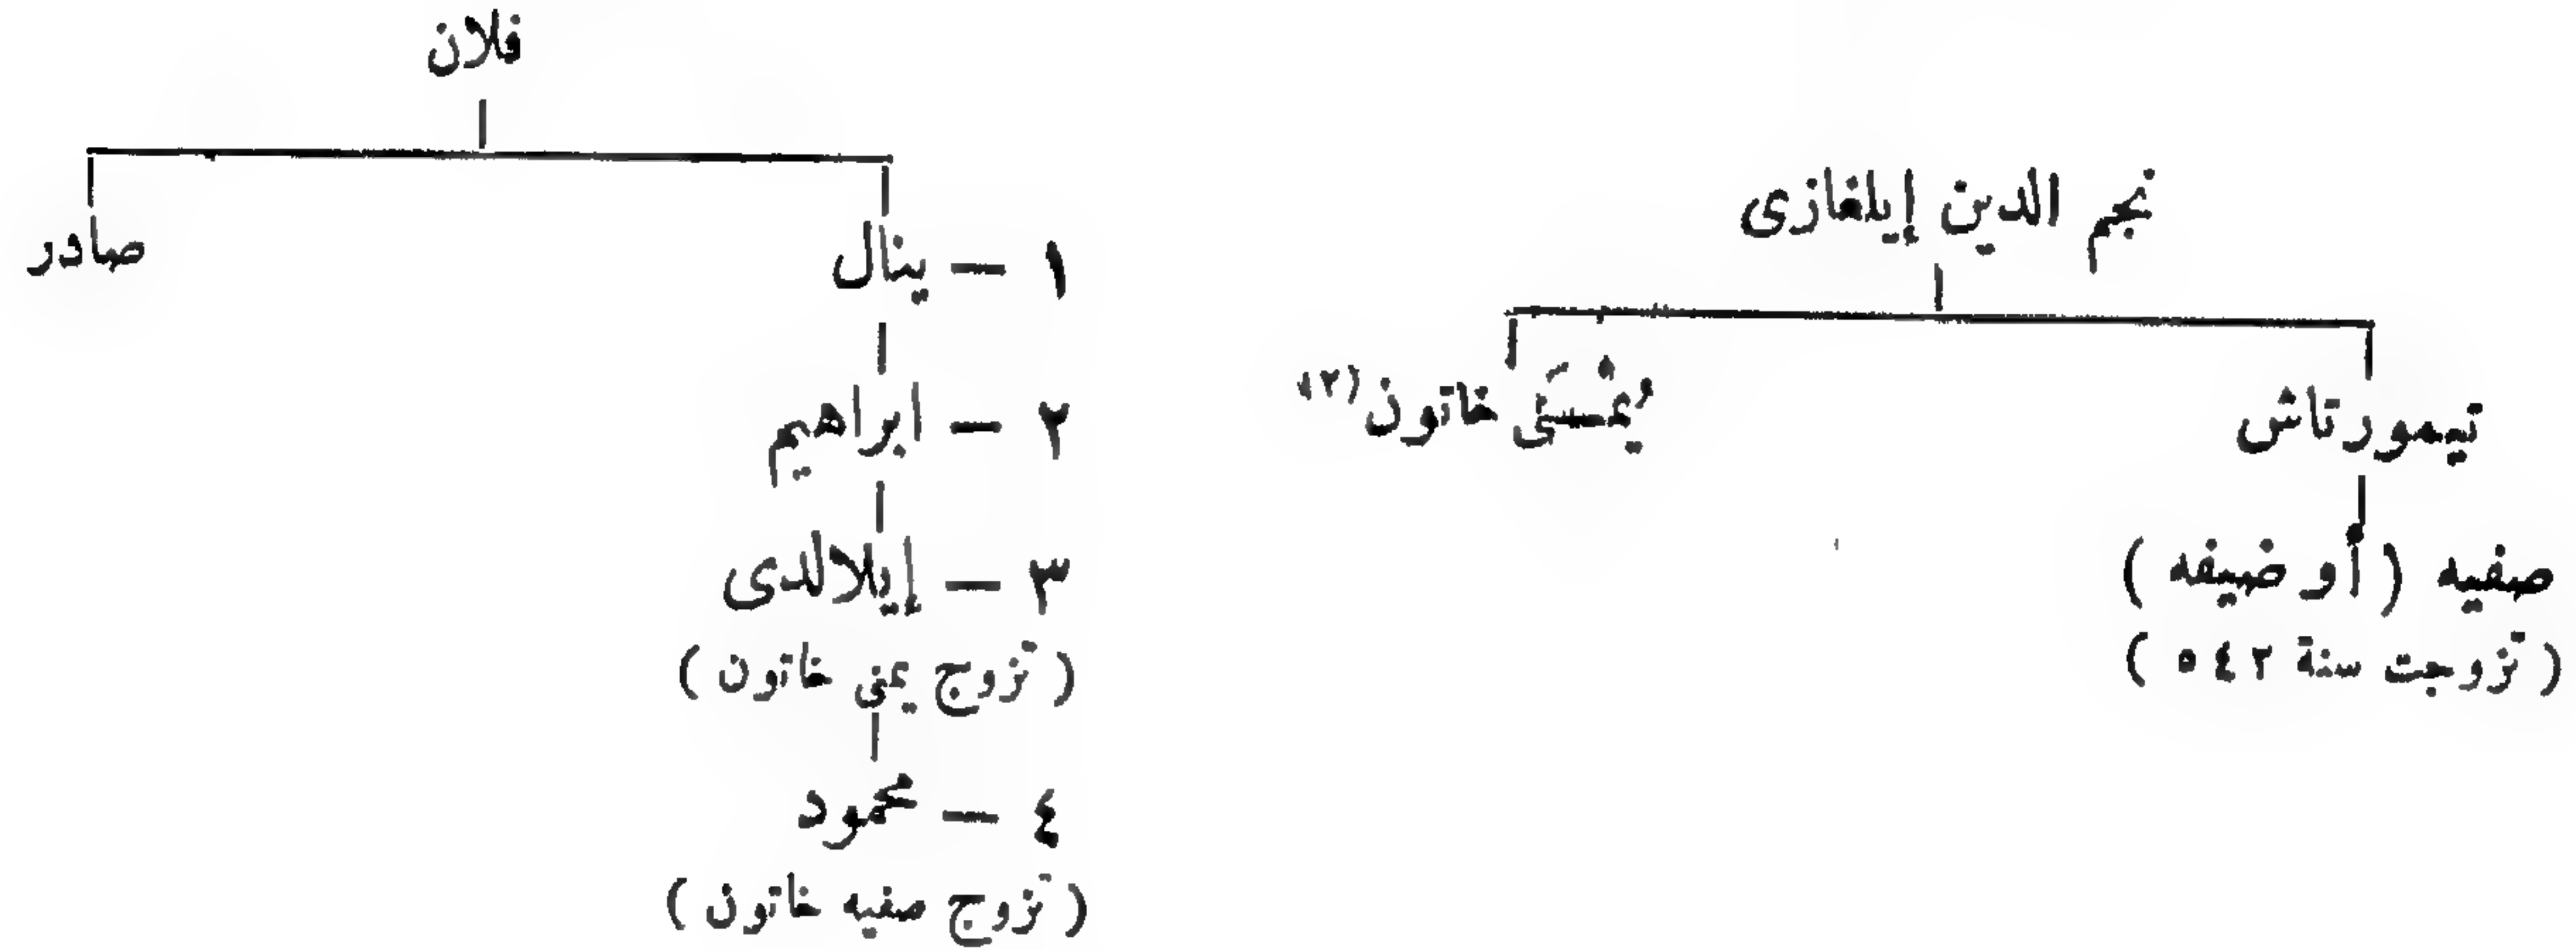 نجم الدين إيلغازى
تيمورتاش
يُمْسَنَى خاتون (٢)
صفيه ( أو ضيفه )
( تزوجت سنة ٥٤٢ )
فلان
صادر
١ — ينال
٢ — ابراهيم
٣ — إيلالدى
( تزوج يمنى خاتون )
٤ — محمود
( تزوج صفيه خاتون )